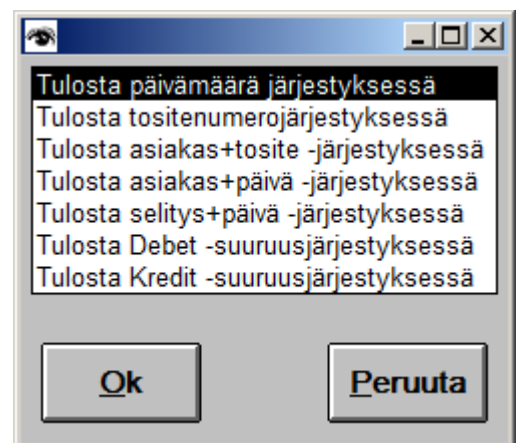 Tulosta päivämäärä järjestyksessä
Tulosta tositenumerojärjestyksessä
Tulosta asiakas+tosite -järjestyksessä
Tulosta asiakas+päivä -järjestyksessä
Tulosta selitys+päivä -järjestyksessä
Tulosta Debet -suuruusjärjestyksessä
Tulosta Kredit -suuruusjärjestyksessä
Ok
Peruuta